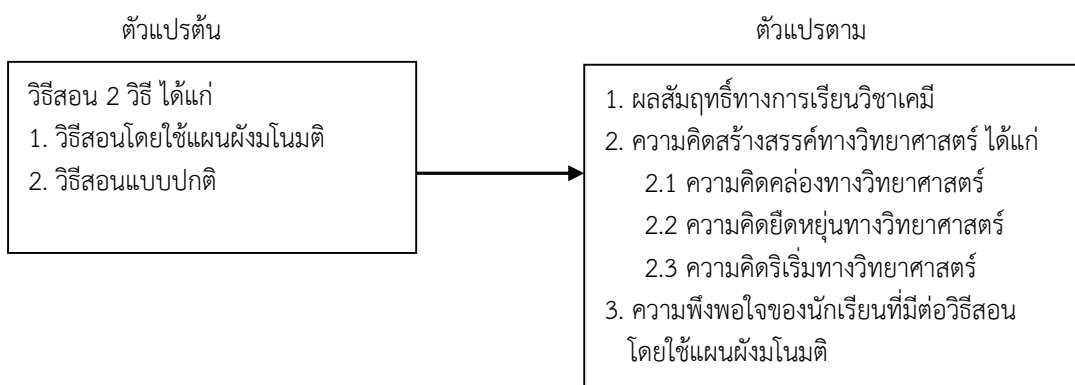 ตัวแปรต้น
วิธีสอน 2 วิธี ได้แก่
1. วิธีสอนโดยใช้แผนผังมโนมติ
2. วิธีสอนแบบปกติ
ตัวแปรตาม
1. ผลสัมฤทธิ์ทางการเรียนวิชาเคมี
2. ความคิดสร้างสรรค์ทางวิทยาศาสตร์ ได้แก่
2.1 ความคิดคล่องทางวิทยาศาสตร์
2.2 ความคิดยืดหยุ่นทางวิทยาศาสตร์
2.3 ความคิดริเริ่มทางวิทยาศาสตร์
3. ความพึงพอใจของนักเรียนที่มีต่อวิธีสอน
โดยใช้แผนผังมโนมติ